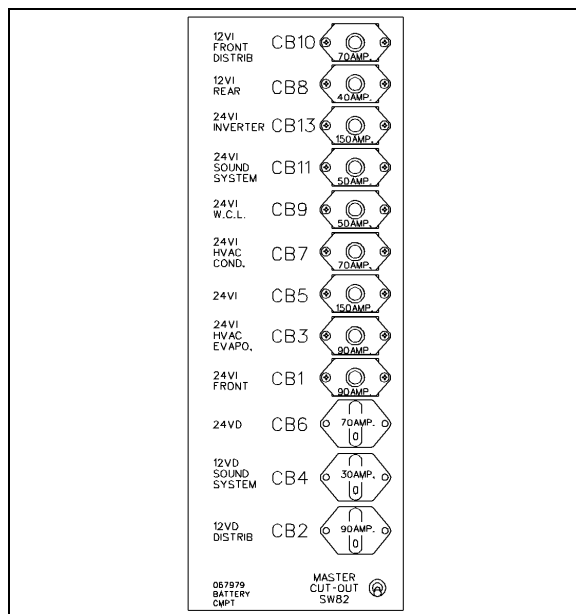 12VI
FRONT
DISTRIB
CB10
70AMP.
12VI
REAR
CB8
40AMP.
24VI
INVERTER
CB13
150AMP.
24VI
SOUND
SYSTEM
CB11
50AMP.
24VI
W.C.L.
CB9
50AMP.
24VI
HVAC
COND.
CB7
70AMP.
24VI
CB5
150AMP.
24VI
HVAC
EVAPO.
CB3
90AMP.
24VI
FRONT
CB1
90AMP.
24VD
CB6
70AMP.
0
12VD
SOUND
SYSTEM
CB4
30AMP.
0
12VD
DISTRIB
CB2
90AMP.
0
067979
BATTERY
CMPT
MASTER
CUT-OUT
SW82